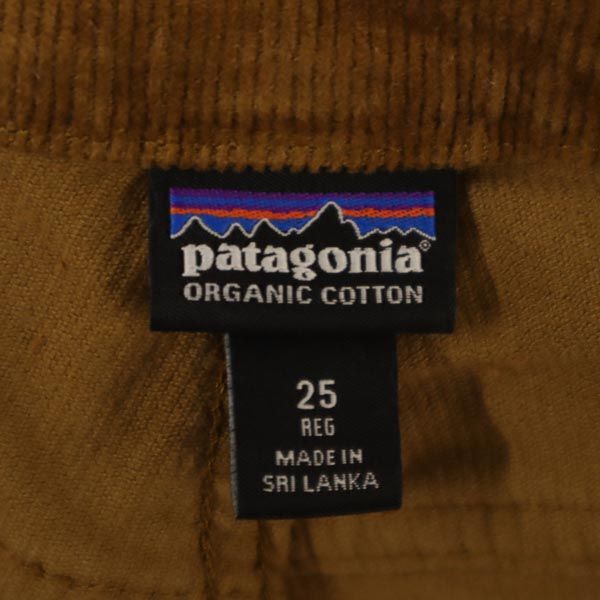 patagonia®
ORGANIC COTTON
25
REG
MADE IN
SRI LANKA